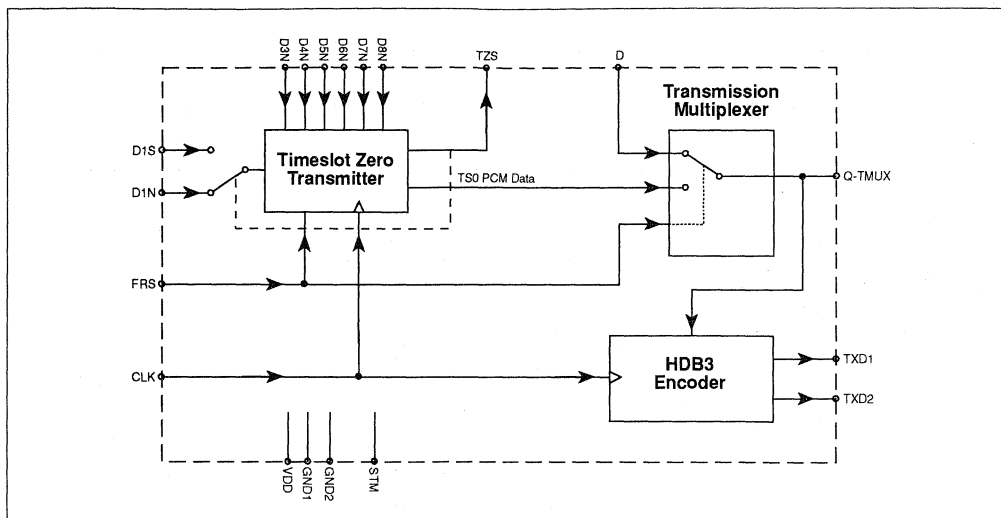 D3N
D4N
D5N
D6N
D7N
D8N
TZS
D
Transmission
Multiplexer
D1S
Timeslot Zero
Transmitter
D1N
TS0 PCM Data
Q-TMUX
FRS
HDB3
Encoder
TXD1
CLK
TXD2
VDD
GND1
GND2
STM